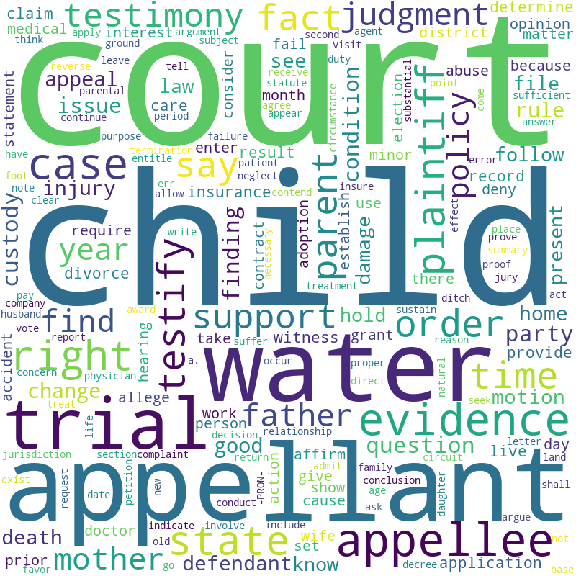 claim
testimony
fact
judgment
determine
medical
interest
argument
subject
second
agent
district
opinion
think
apply
ground
visit
matter
reverse
leave
tell
receive
statute
duty
parental
appeal
see
fail
abuse
because
statement
continue
agree
appear
substantial
point
come
sufficient
issue
law
consider
circumstance
file
answer
court
purpose
period
care
month
condition
election
policy
plaintiff
rule
have
termination
failure
enter
result
minor
error
follow
case
say
entitle
patient
neglect
insure
effect
record
foot
note
err
allow
contend
deny
clear
write
insurance
use
place
prove
summary
injury
parent
establish
damage
proof
jury
present
custody
require
year
testify
finding
contract
necessary
adoption
child
divorce
treatment
ditch
act
pay
company
support
hold
sustain
home
husband
award
order
party
vote
report
find
take
witness
grant
reason
provide
accident
concern
physician
hearing
a.
suffer
occur
proper
direct
natural
motion
right
time
water
change
allege
father
evidence
seek
treat
work
person
relationship
question
live
letter
day
life
decision
good
affirm
circuit
land
jurisdiction
section
complaint
return
give
admit
family
conclusion
shall
exist
trial
action
show
cause
age
daughter
request
date
petition
new
conduct
-PRON-
ask
argue
appellant
death
doctor
indicate
involve
include
state
wife
appellee
not
prior
old
set
mother
defendant
know
decree
application
favor
go
base